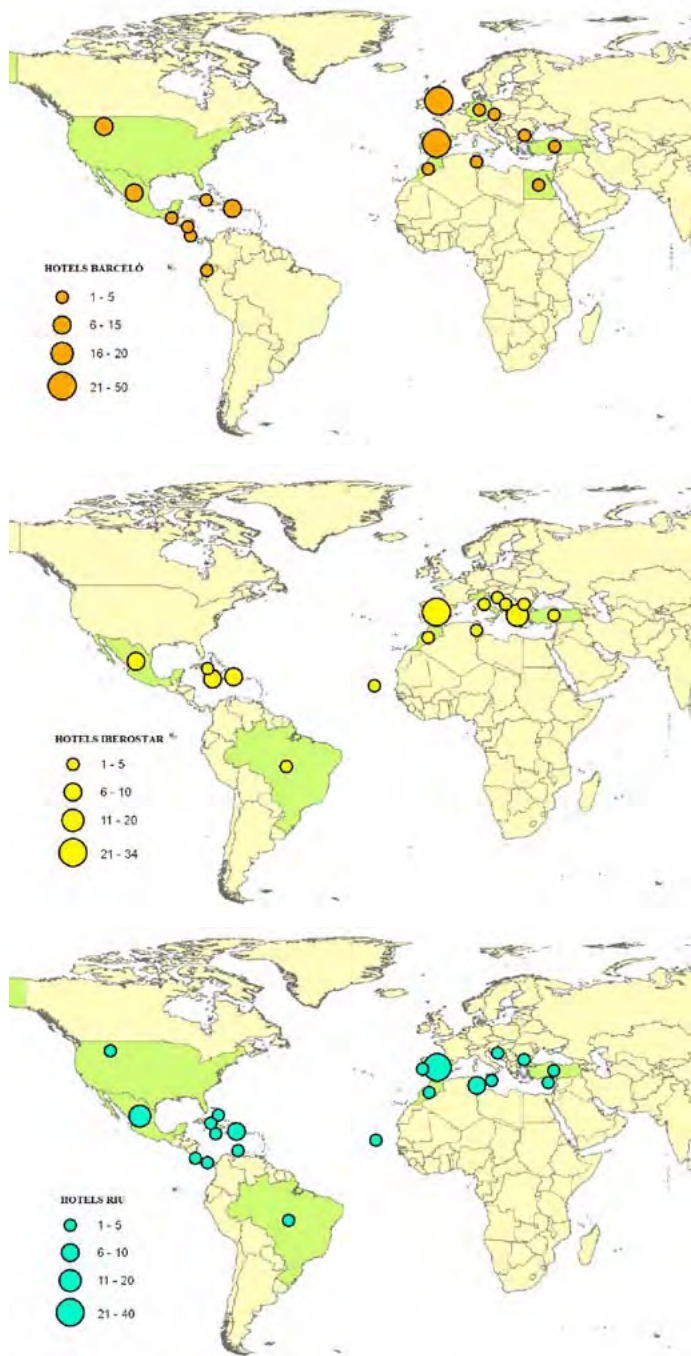 HOTELS BARCELÓ
1 - 5
6 - 15
16 - 20
21 - 50
HOTELS IBEROSTAR
1 - 5
6 - 10
11 - 20
21 - 34
HOTELS RIU
1 - 5
6 - 10
11 - 20
21 - 40